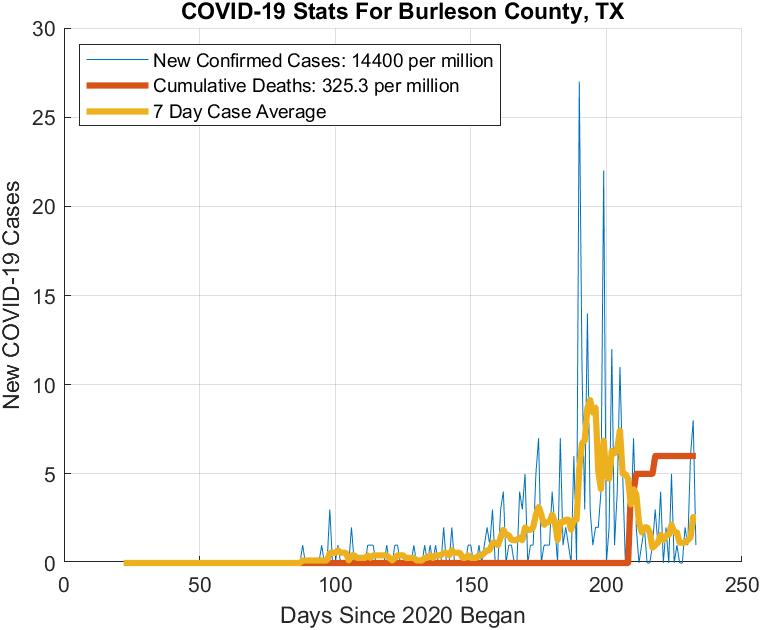 COVID-19 Stats For Burleson County, TX
New Confirmed Cases: 14400 per million
Cumulative Deaths: 325.3 per million
7 Day Case Average
New COVID-19 Cases
30
25
20
15
10
5
0
0 50 100 150 200 250
Days Since 2020 Began